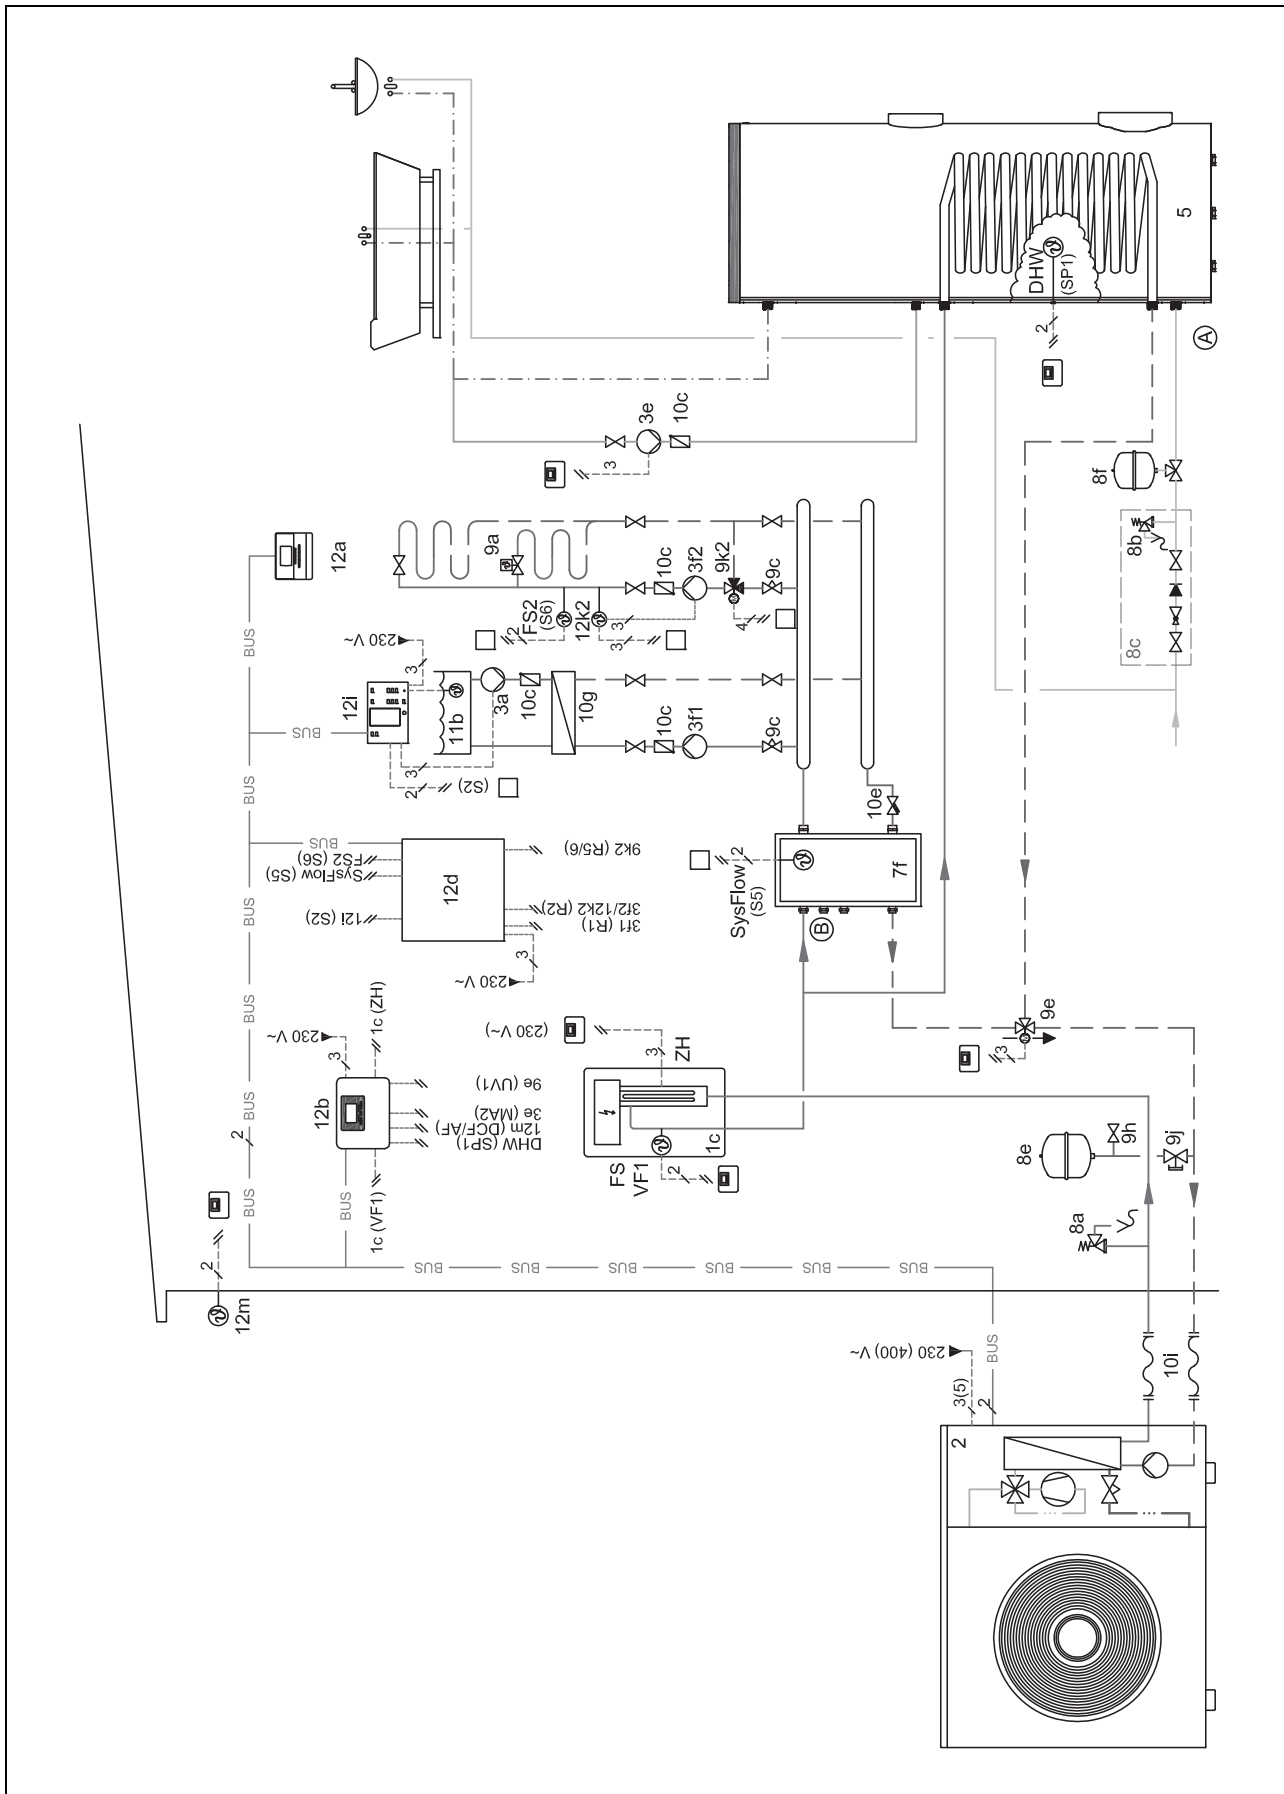 12m
2
BUS
2
BUS
BUS
BUS
BUS
BUS
12a
12b
230 V~
3
BUS
1c (VF1)
1c (ZH)
DHW (SP1)
12m (DCF/AF)
3e (MA2)
9e (UV1)
12i (S2)
SysFlow (S5)
FS2 (S6)
BUS
12d
230 V~
3
3f1 (R1)
3f2/12k2 (R2)
9k2 (R5/6)
BUS
12i
230 V~
3
2
(S2)
3
11b
3a
10c
10g
10c
3f1
9c
2
FS2
(S6)
12k2
3
3
9a
10c
3f2
9k2
4
9c
3
3e
10c
BUS
BUS
BUS
BUS
BUS
BUS
(230 V~)
3
ZH
FS
VF1
2
1c
2
SysFlow
(S5)
B
7f
10e
230 (400) V~
3(5)
2
BUS
2
10i
8a
8e
9h
9j
3
9e
2
DHW
(SP1)
5
A
8f
8b
8c